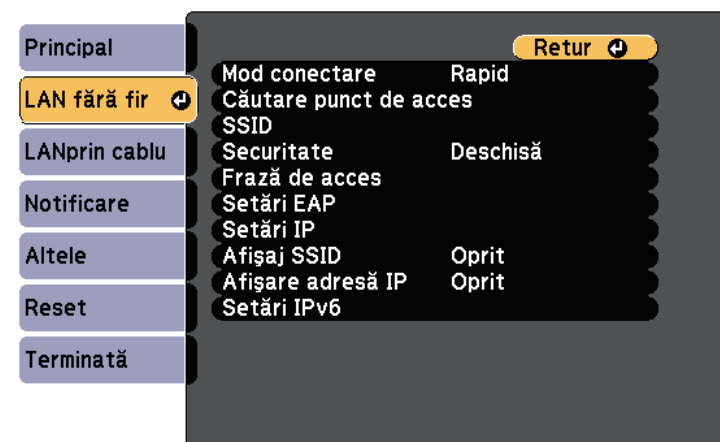 Principal
LAN fără fir
LANprin cablu
Notificare
Altele
Reset
Terminată
Retur
Mod conectare Rapid
Căutare punct de acces
SSID
Securitate Deschisă
Frază de acces
Setări EAP
Setări IP
Afişaj SSID Oprit
Afişare adresă IP Oprit
Setări IPv6